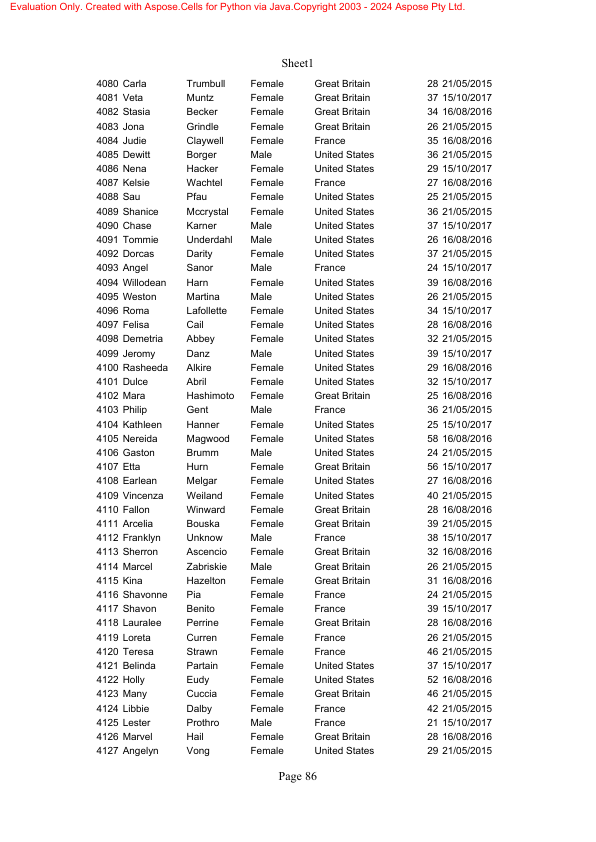 Evaluation Only. Created with Aspose.Cells for Python via Java.Copyright 2003 - 2024 Aspose Pty Ltd.
Sheet1
4080 Carla Trumbull Female Great Britain 28 21/05/2015
4081 Veta Muntz Female Great Britain 37 15/10/2017
4082 Stasia Becker Female Great Britain 34 16/08/2016
4083 Jona Grindle Female Great Britain 26 21/05/2015
4084 Judie Claywell Female France 35 16/08/2016
4085 Dewitt Borger Male United States 36 21/05/2015
4086 Nena Hacker Female United States 29 15/10/2017
4087 Kelsie Wachtel Female France 27 16/08/2016
4088 Sau Pfau Female United States 25 21/05/2015
4089 Shanice Mccrystal Female United States 36 21/05/2015
4090 Chase Karner Male United States 37 15/10/2017
4091 Tommie Underdahl Male United States 26 16/08/2016
4092 Dorcas Darity Female United States 37 21/05/2015
4093 Angel Sanor Male France 24 15/10/2017
4094 Willodean Harn Female United States 39 16/08/2016
4095 Weston Martina Male United States 26 21/05/2015
4096 Roma Lafollette Female United States 34 15/10/2017
4097 Felisa Cail Female United States 28 16/08/2016
4098 Demetria Abbey Female United States 32 21/05/2015
4099 Jeromy Danz Male United States 39 15/10/2017
4100 Rasheeda Alkire Female United States 29 16/08/2016
4101 Dulce Abril Female United States 32 15/10/2017
4102 Mara Hashimoto Female Great Britain 25 16/08/2016
4103 Philip Gent Male France 36 21/05/2015
4104 Kathleen Hanner Female United States 25 15/10/2017
4105 Nereida Magwood Female United States 58 16/08/2016
4106 Gaston Brumm Male United States 24 21/05/2015
4107 Etta Hurn Female Great Britain 56 15/10/2017
4108 Earlean Melgar Female United States 27 16/08/2016
4109 Vincenza Weiland Female United States 40 21/05/2015
4110 Fallon Winward Female Great Britain 28 16/08/2016
4111 Arcelia Bouska Female Great Britain 39 21/05/2015
4112 Franklyn Unknow Male France 38 15/10/2017
4113 Sherron Ascencio Female Great Britain 32 16/08/2016
4114 Marcel Zabriskie Male Great Britain 26 21/05/2015
4115 Kina Hazelton Female Great Britain 31 16/08/2016
4116 Shavonne Pia Female France 24 21/05/2015
4117 Shavon Benito Female France 39 15/10/2017
4118 Lauralee Perrine Female Great Britain 28 16/08/2016
4119 Loreta Curren Female France 26 21/05/2015
4120 Teresa Strawn Female France 46 21/05/2015
4121 Belinda Partain Female United States 37 15/10/2017
4122 Holly Eudy Female United States 52 16/08/2016
4123 Many Cuccia Female Great Britain 46 21/05/2015
4124 Libbie Dalby Female France 42 21/05/2015
4125 Lester Prothro Male France 21 15/10/2017
4126 Marvel Hail Female Great Britain 28 16/08/2016
4127 Angelyn Vong Female United States 29 21/05/2015
Page 86